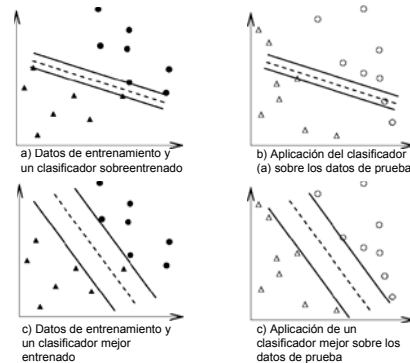 a) Datos de entrenamiento y
un clasificador sobreentrenado
b) Aplicación del clasificador
(a) sobre los datos de prueba
c) Datos de entrenamiento y
un clasificador mejor
entrenado
c) Aplicación de un
clasificador mejor sobre los
datos de prueba